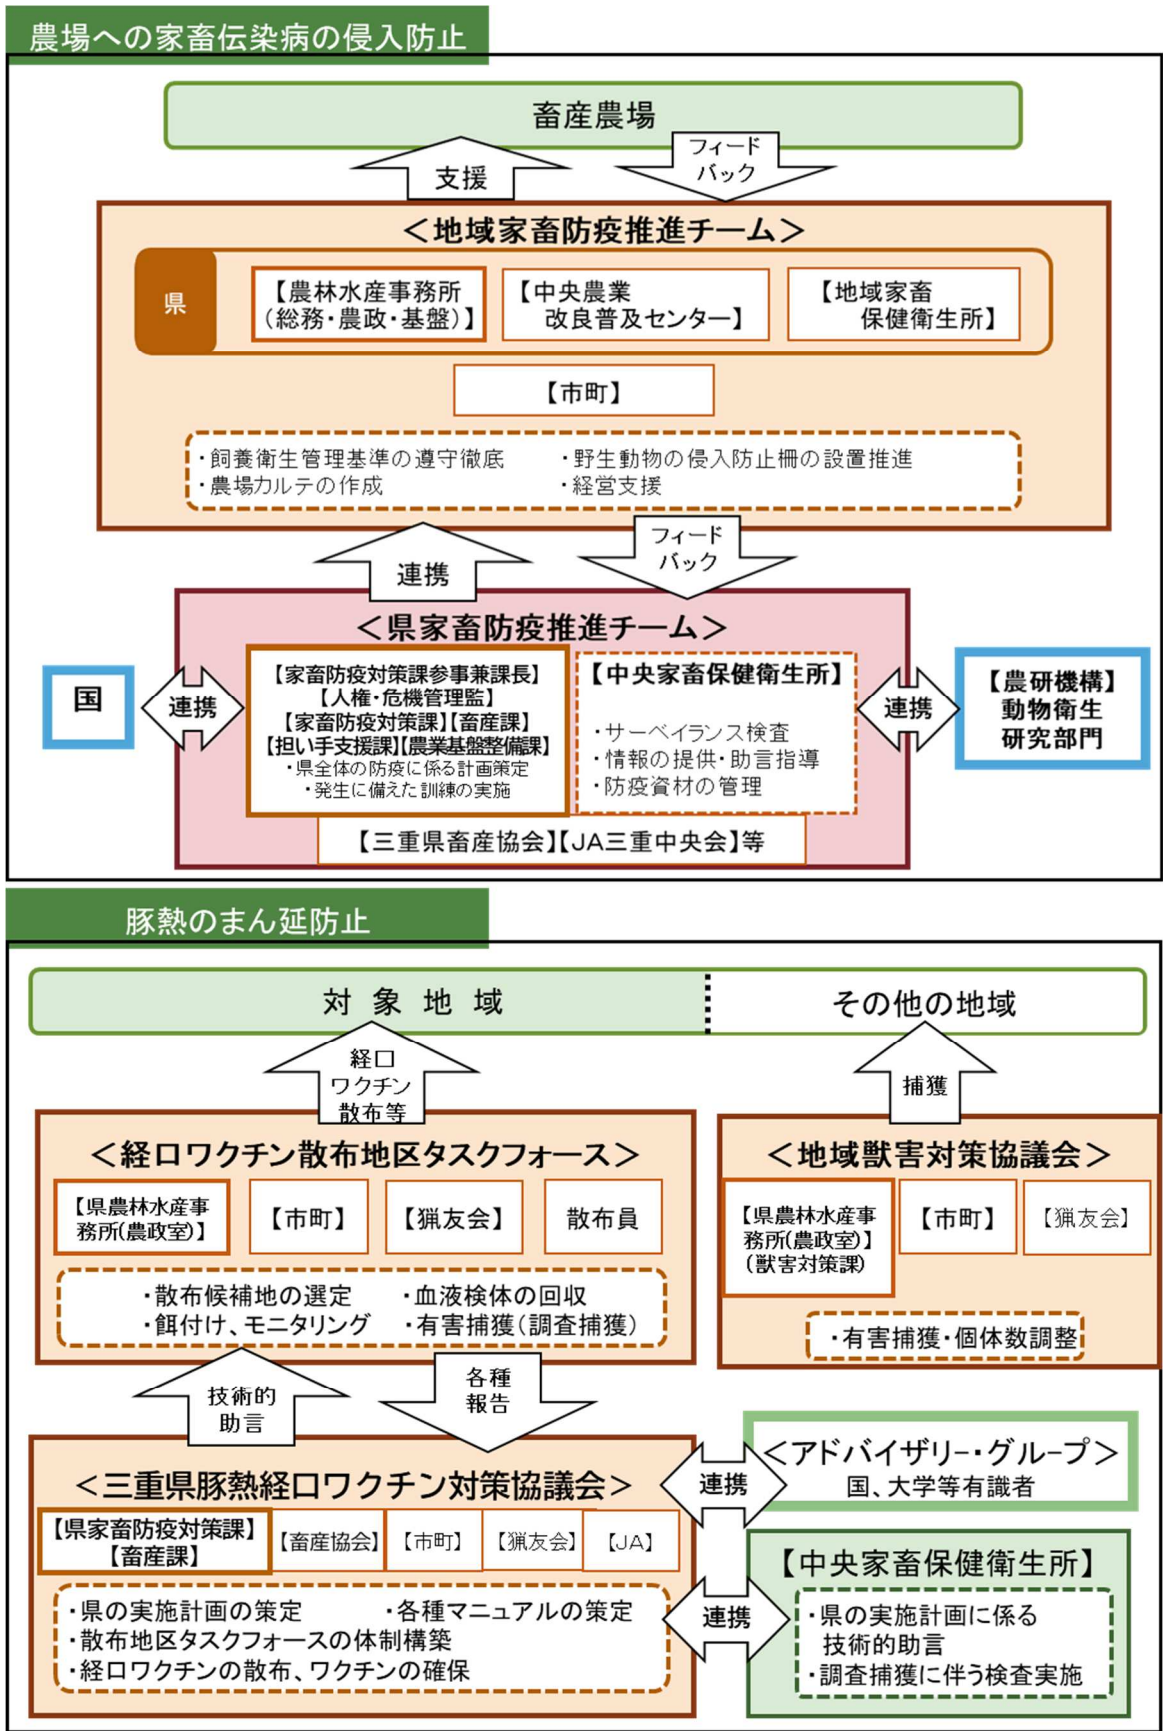 農場への家畜伝染病の侵入防止
畜産農場
支援
フィード
バック
＜地域家畜防疫推進チーム＞
県
【農林水産事務所
（総務・農政・基盤）】
【中央農業
改良普及センター】
【地域家畜
保健衛生所】
【市町】
・飼養衛生管理基準の遵守徹底
・野生動物の侵入防止柵の設置推進
・農場カルテの作成
・経営支援
連携
フィード
バック
＜県家畜防疫推進チーム＞
国
連携
【家畜防疫対策課参事兼課長】
【人権・危機管理監】
【家畜防疫対策課】【畜産課】
【担い手支援課】【農業基盤整備課】
・県全体の防疫に係る計画策定
・発生に備えた訓練の実施
【中央家畜保健衛生所】
・サーベイランス検査
・情報の提供・助言指導
・防疫資材の管理
連携
【農研機構】
動物衛生
研究部門
【三重県畜産協会】【JA三重中央会】等
豚熱のまん延防止
対象地域
その他の地域
経口
ワクチン
散布等
捕獲
＜経口ワクチン散布地区タスクフォース＞
【県農林水産事
務所(農政室)】
【市町】
【猟友会】
散布員
・散布候補地の選定
・血液検体の回収
・餌付け、モニタリング
・有害捕獲（調査捕獲）
＜地域獣害対策協議会＞
【県農林水産事
務所(農政室)】
(獣害対策課)
【市町】
【猟友会】
・有害捕獲・個体数調整
技術的
助言
各種
報告
＜三重県豚熱経口ワクチン対策協議会＞
【県家畜防疫対策課】
【畜産課】
【畜産協会】
【市町】
【猟友会】
【JA】
・県の実施計画の策定
・各種マニュアルの策定
・散布地区タスクフォースの体制構築
・経口ワクチンの散布、ワクチンの確保
連携
＜アドバイザリー・グループ＞
国、大学等有識者
連携
【中央家畜保健衛生所】
・県の実施計画に係る
技術的助言
・調査捕獲に伴う検査実施